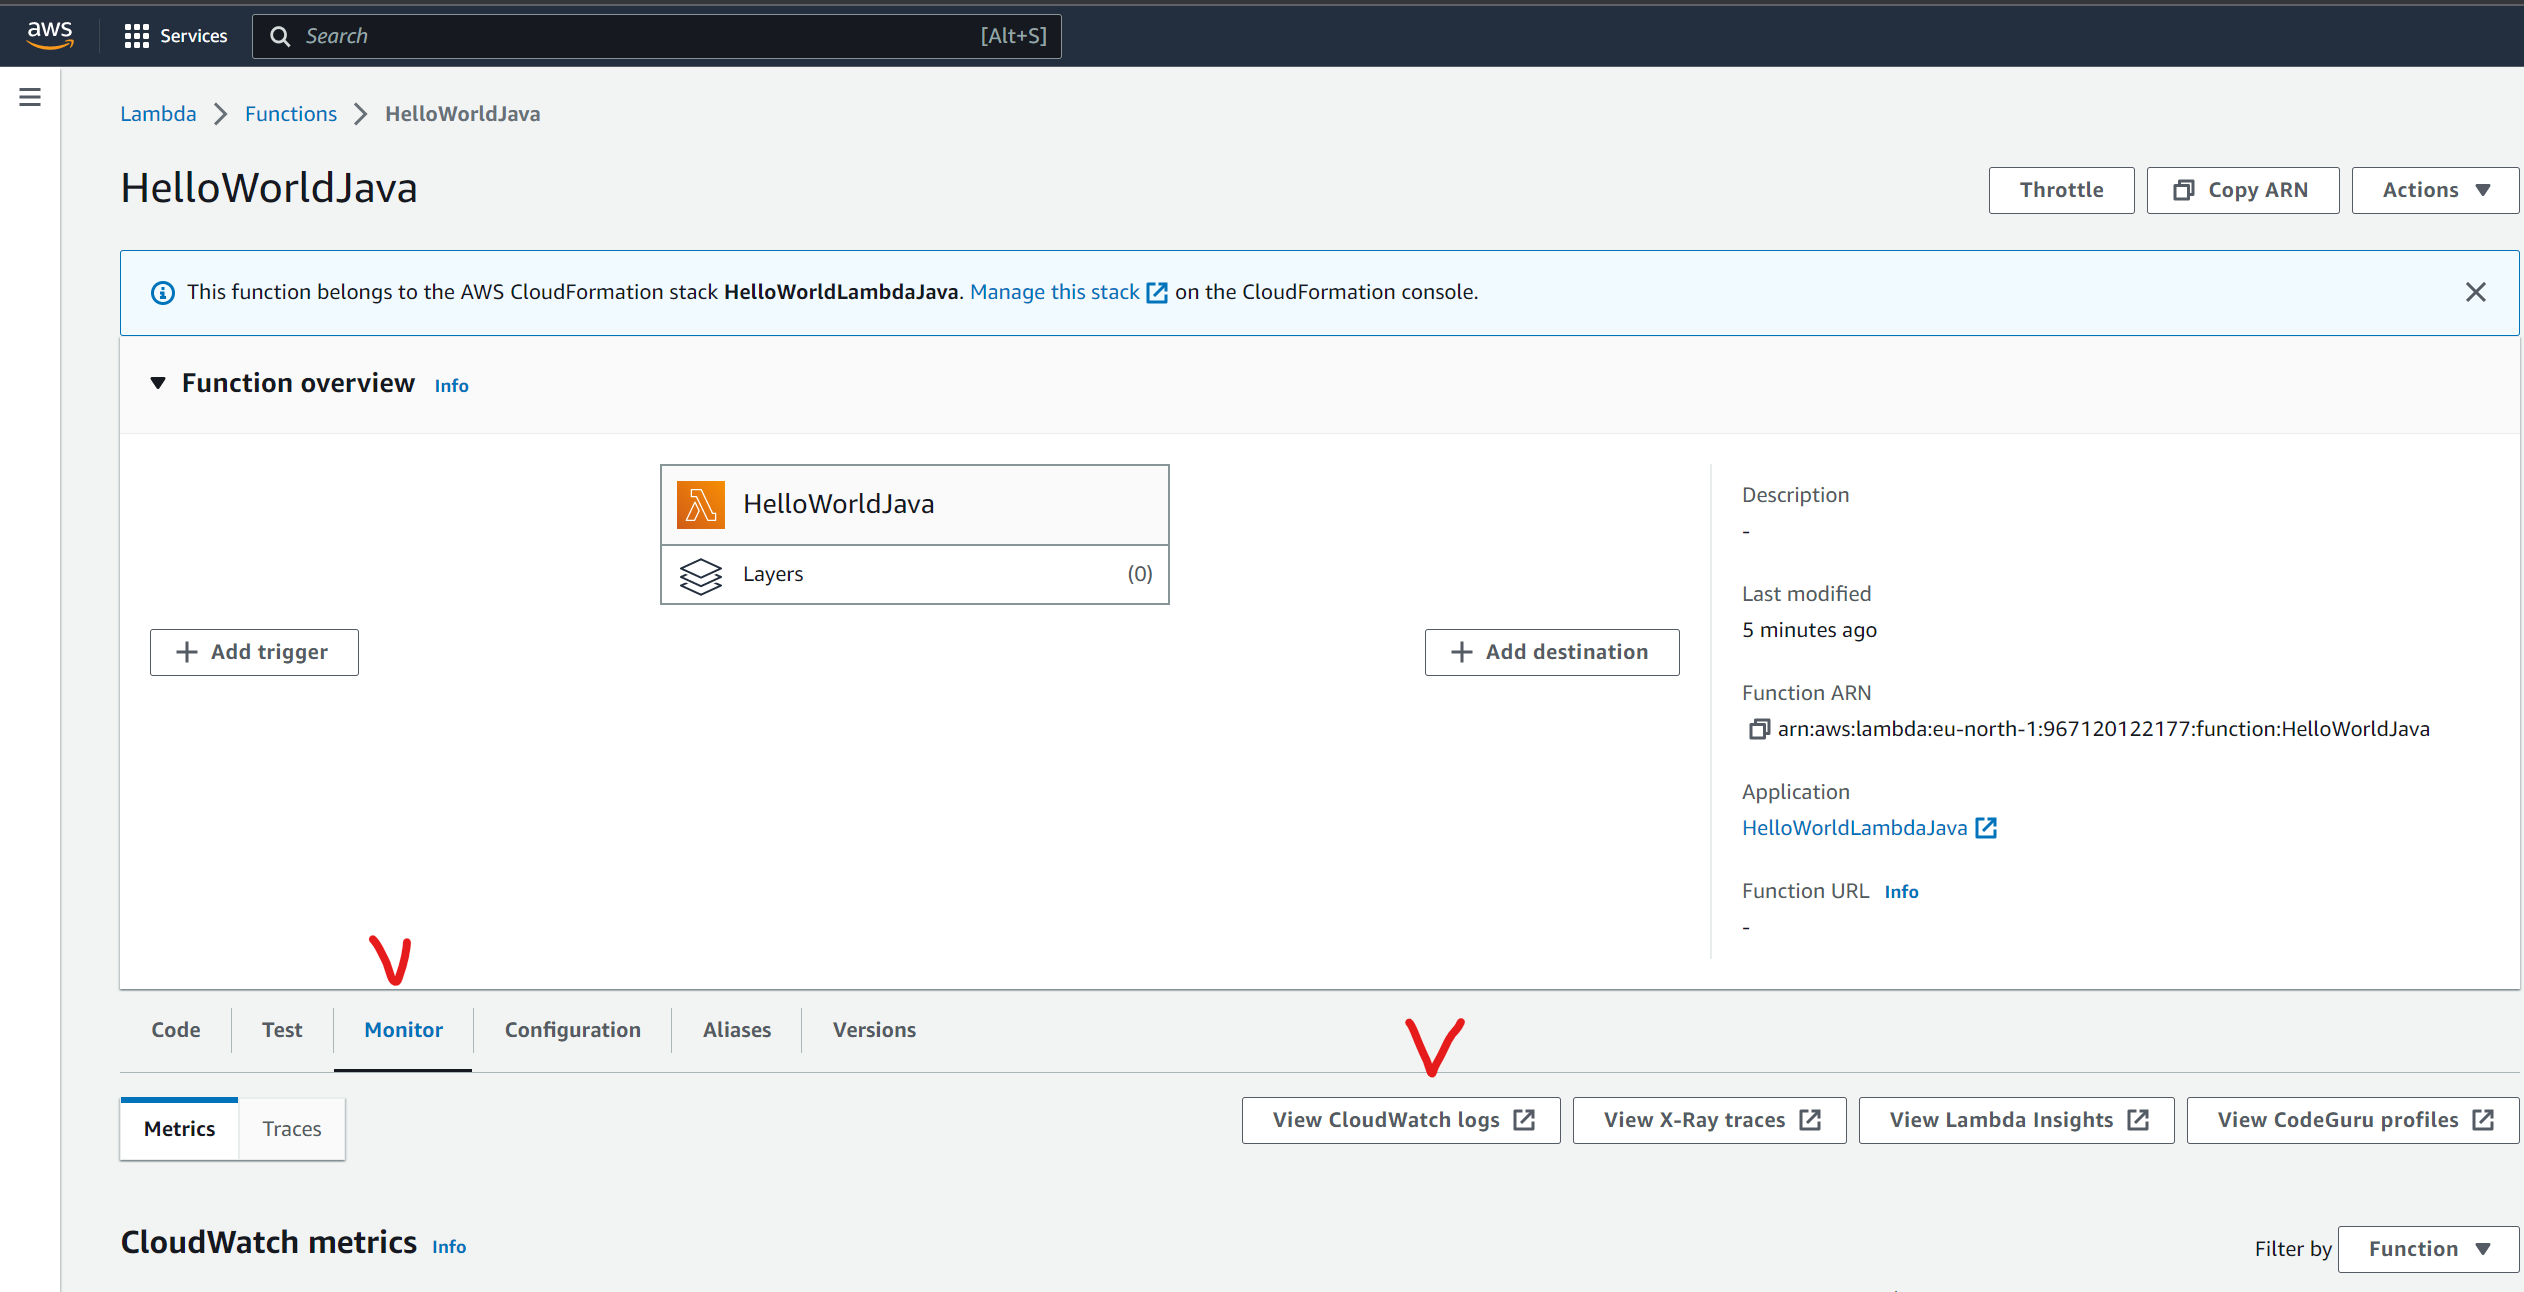 aws Services Search [Alt+S]
Lambda Functions HelloWorldJava
HelloWorldJava
Throttle Copy ARN Actions
This function belongs to the AWS CloudFormation stack HelloWorldLambdaJava. Manage this stack on the CloudFormation console.
Function overview Info
HelloWorldJava
Layers (0)
+ Add trigger
+ Add destination
Description
-
Last modified
5 minutes ago
Function ARN
arn:aws:lambda:eu-north-1:967120122177:function:HelloWorldJava
Application
HelloWorldLambdaJava
Function URL Info
-
Code Test Monitor Configuration Aliases Versions
Metrics Traces View CloudWatch logs View X-Ray traces View Lambda Insights View CodeGuru profiles
CloudWatch metrics Info Filter by Function